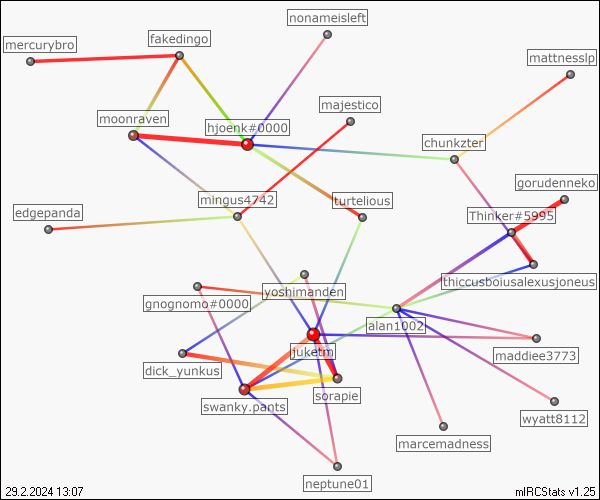 nonameisleft
fakedingo
mercurybro
mattnesslp
majestico
moonraven
hjoenk#0000
chunkzter
gorudenneko
mingus4742
turtelious
edgepanda
Thinker#5995
thiccusboiusalexusjoneus
yoshimanden
gnognomo#0000
alan1002
juketm
maddiee3773
dick_yunkus
sorapie
swanky.pants
wyatt8112
marcemadness
neptune01
29.2.2024 13:07
mIRCStats v1.25